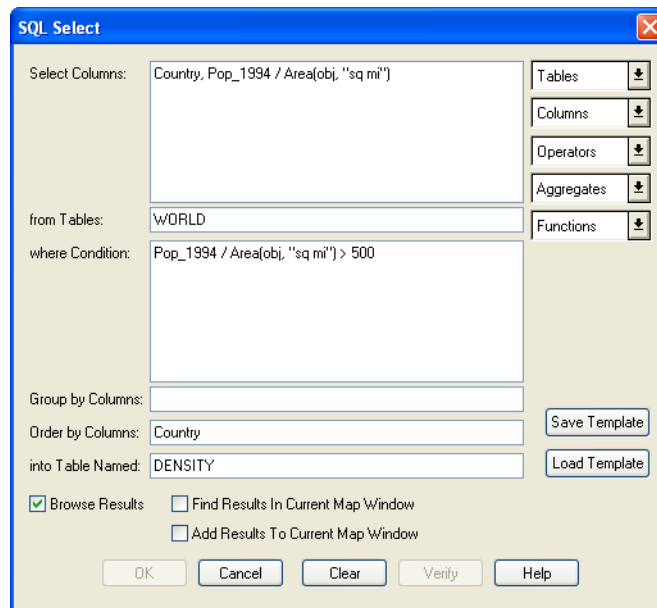 SQL Select
Select Columns:
Country, Pop_1994 / Area(obj, "sq mi")
Tables
Columns
Operators
Aggregates
from Tables:
WORLD
Functions
where Condition:
Pop_1994 / Area(obj, "sq mi") > 500
Group by Columns:
Order by Columns:
Country
Save Template
into Table Named:
DENSITY
Load Template
Browse Results
Find Results In Current Map Window
Add Results To Current Map Window
OK
Cancel
Clear
Verify
Help